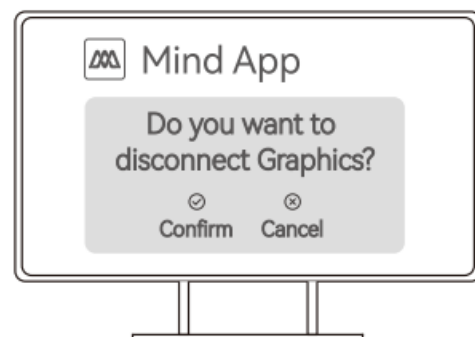 Mind App
Do you want to
disconnect Graphics?
Confirm Cancel